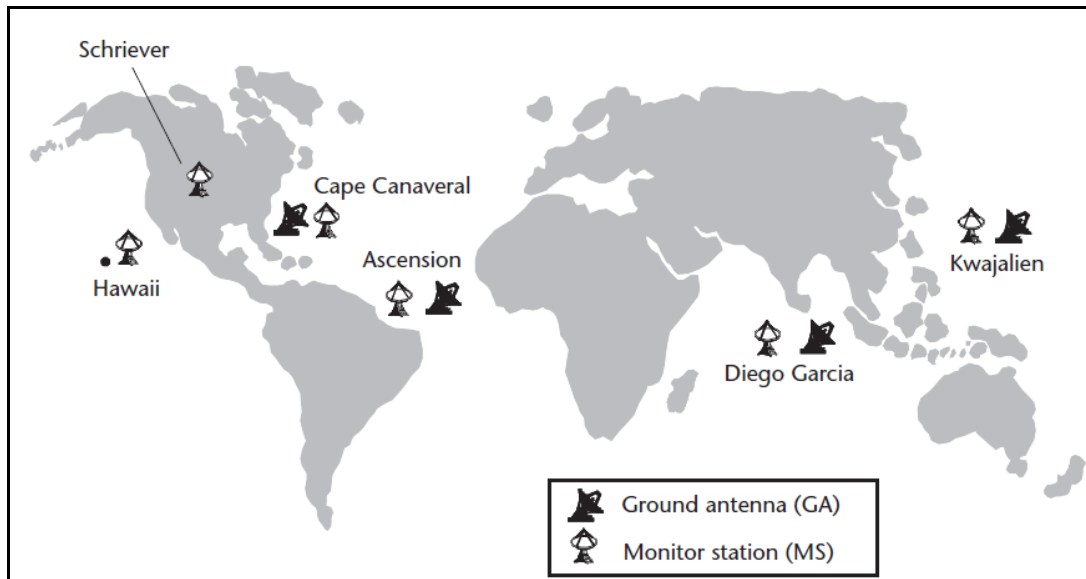 Schriever
Cape Canaveral
Ascension
Hawaii
Kwajalien
Diego Garcia
Ground antenna (GA)
Monitor station (MS)